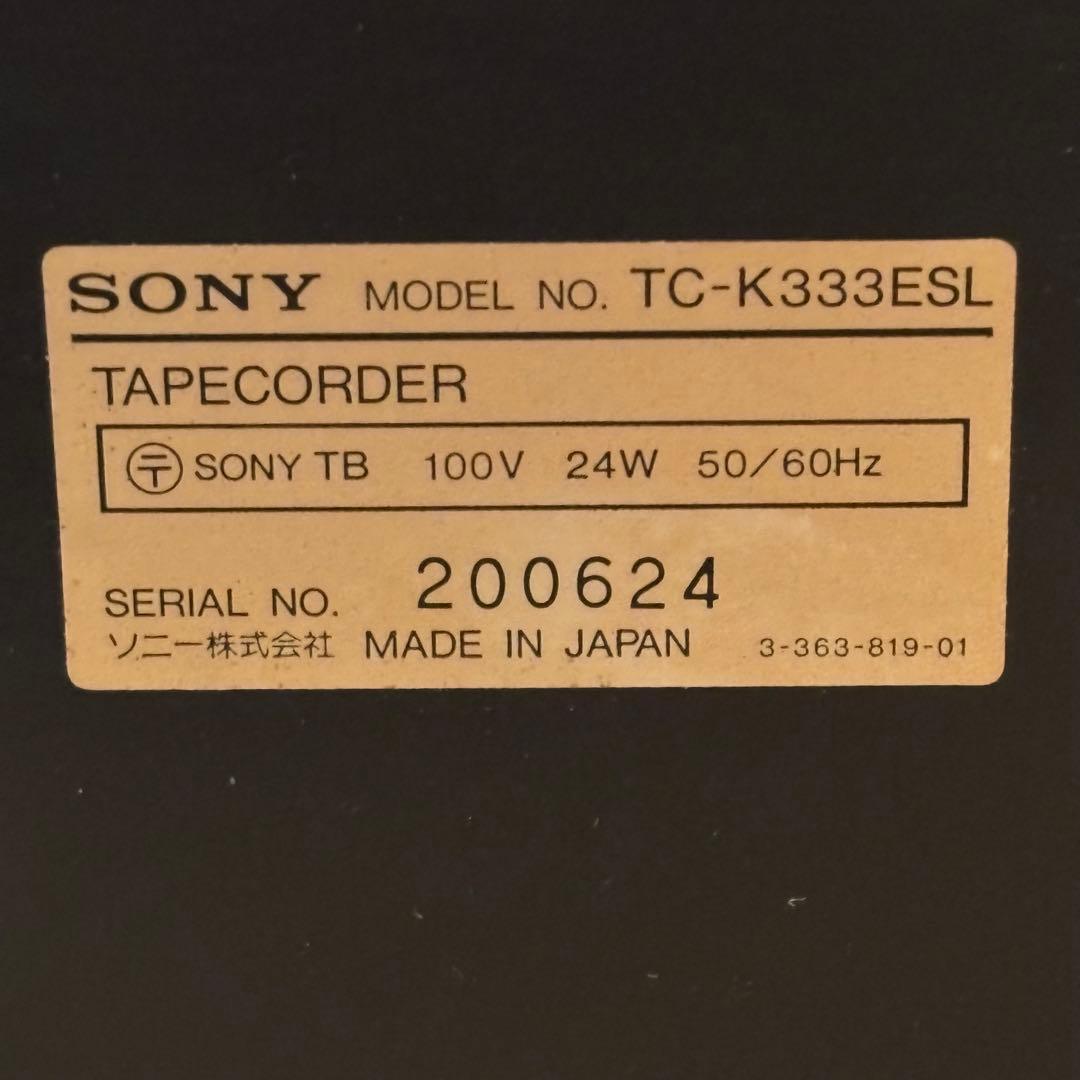 SONY MODEL NO. TC-K333ESL
TAPECORDER
〶 SONY TB 100V 24W 50/60Hz
SERIAL NO. 200624
ソニー株式会社 MADE IN JAPAN 3-363-819-01